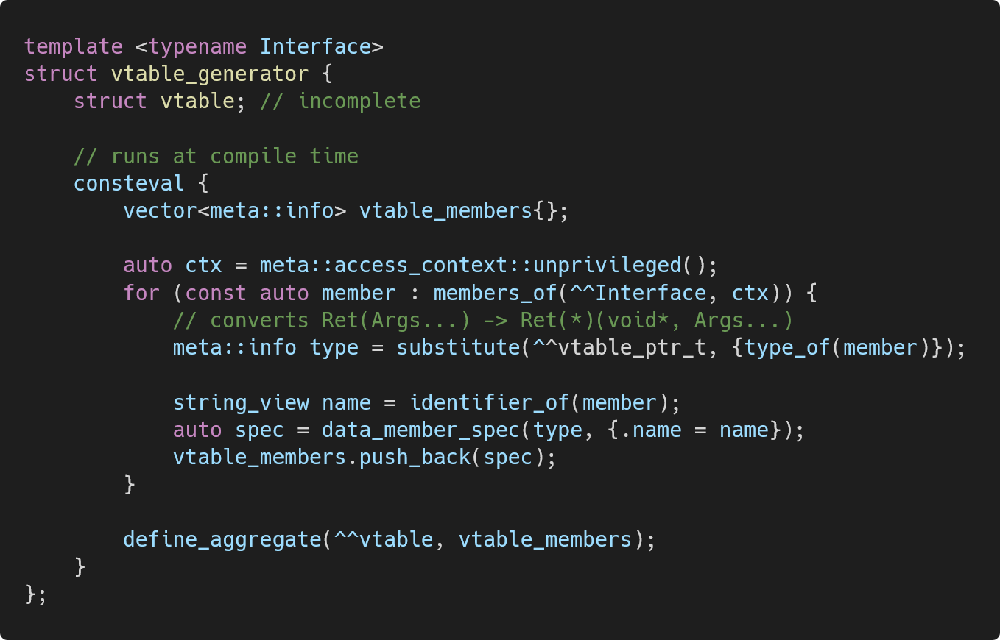 template <typename Interface>
struct vtable_generator {
    struct vtable; // incomplete

    // runs at compile time
    consteval {
        vector<meta::info> vtable_members{};

        auto ctx = meta::access_context::unprivileged();
        for (const auto member : members_of(^^Interface, ctx)) {
            // converts Ret(Args...) -> Ret(*)(void*, Args...)
            meta::info type = substitute(^^vtable_ptr_t, {type_of(member)});

            string_view name = identifier_of(member);
            auto spec = data_member_spec(type, {.name = name});
            vtable_members.push_back(spec);
        }

        define_aggregate(^^vtable, vtable_members);
    }
};